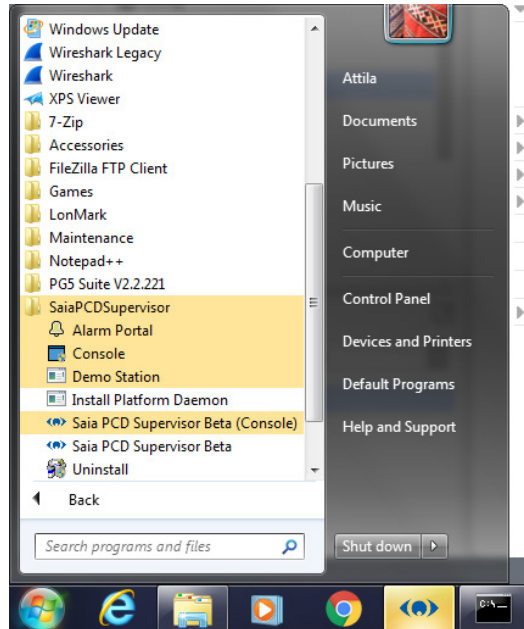 Windows Update
Wireshark Legacy
Wireshark
XPS Viewer
7-Zip
Accessories
FileZilla FTP Client
Games
LonMark
Maintenance
Notepad++
PG5 Suite V2.2.221
SaiaPCDSupervisor
Alarm Portal
Console
Demo Station
Install Platform Daemon
Saia PCD Supervisor Beta (Console)
Saia PCD Supervisor Beta
Uninstall
Back
Search programs and files
Attila
Documents
Pictures
Music
Computer
Control Panel
Devices and Printers
Default Programs
Help and Support
Shut down
C:\_